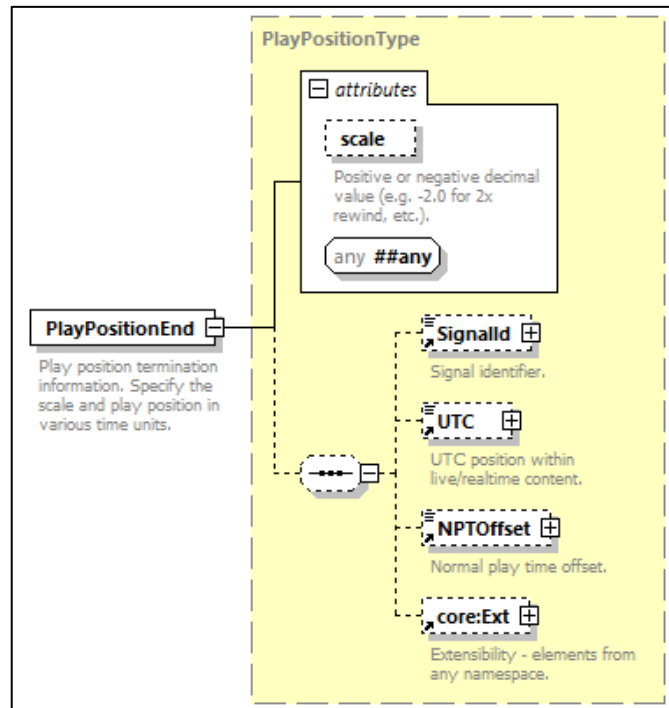 PlayPositionType
attributes
scale
Positive or negative decimal
value (e.g. -2.0 for 2x
rewind, etc.).
any ##any
PlayPositionEnd
Play position termination
information. Specify the
scale and play position in
various time units.
SignalId
Signal identifier.
UTC
UTC position within
live/realtime content.
NPTOffset
Normal play time offset.
core:Ext
Extensibility - elements from
any namespace.